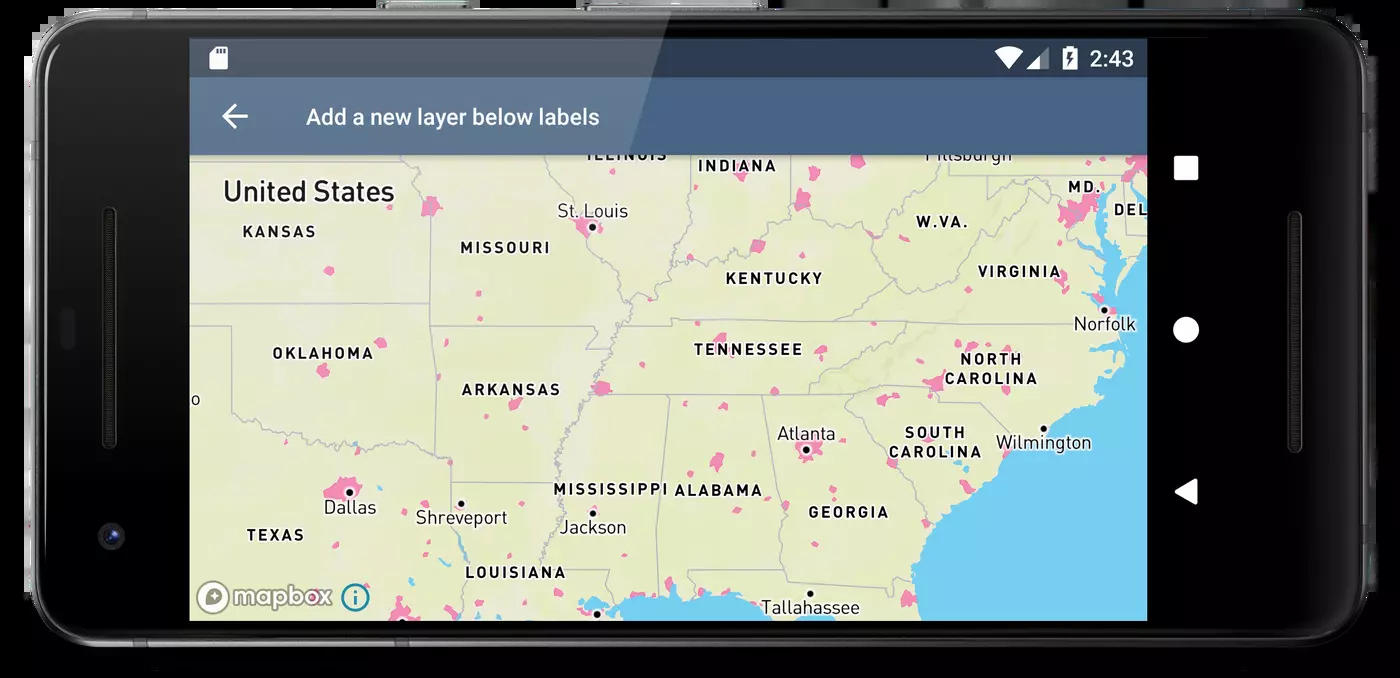 2:43
Add a new layer below labels
ILLINOIS
INDIANA
Pittsburgh
United States
MD.
St. Louis
DEL
KANSAS
W.VA.
MISSOURI
VIRGINIA
KENTUCKY
Norfolk
OKLAHOMA
TENNESSEE
NORTH
CAROLINA
ARKANSAS
o
Atlanta
SOUTH
CAROLINA
Wilmington
MISSISSIPPI
ALABAMA
Dallas
Shreveport
Jackson
GEORGIA
TEXAS
LOUISIANA
mapbox
i
Tallahassee